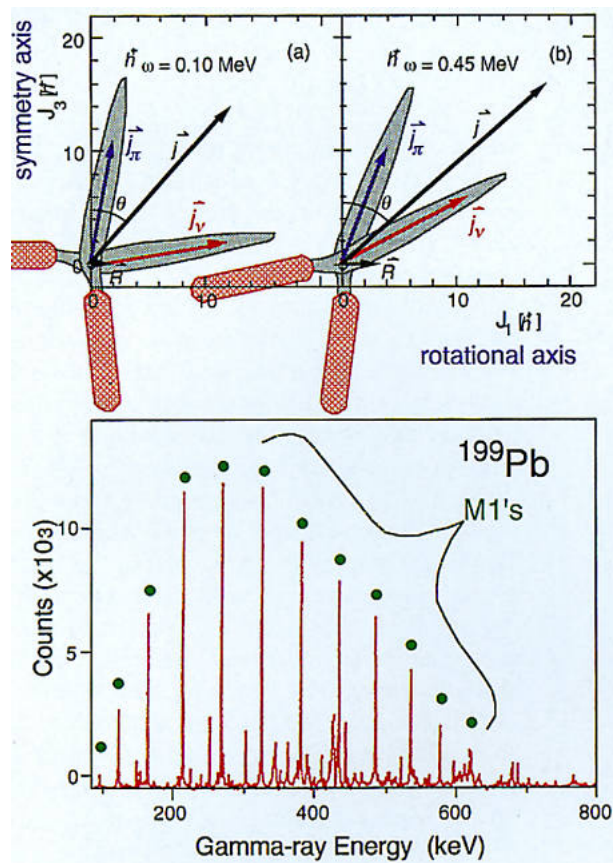 symmetry axis
J₃ [ℏ]
20
10
0
ℏω = 0.10 MeV
(a)
j⃗π
J⃗
θ
j⃗ν
R⃗
0
10
ℏω = 0.45 MeV
(b)
j⃗π
J⃗
θ
j⃗ν
R⃗
0
10
20
J₁ [ℏ]
rotational axis
¹⁹⁹Pb
M1's
Counts (x10³)
10
5
0
200
400
600
800
Gamma-ray Energy (keV)